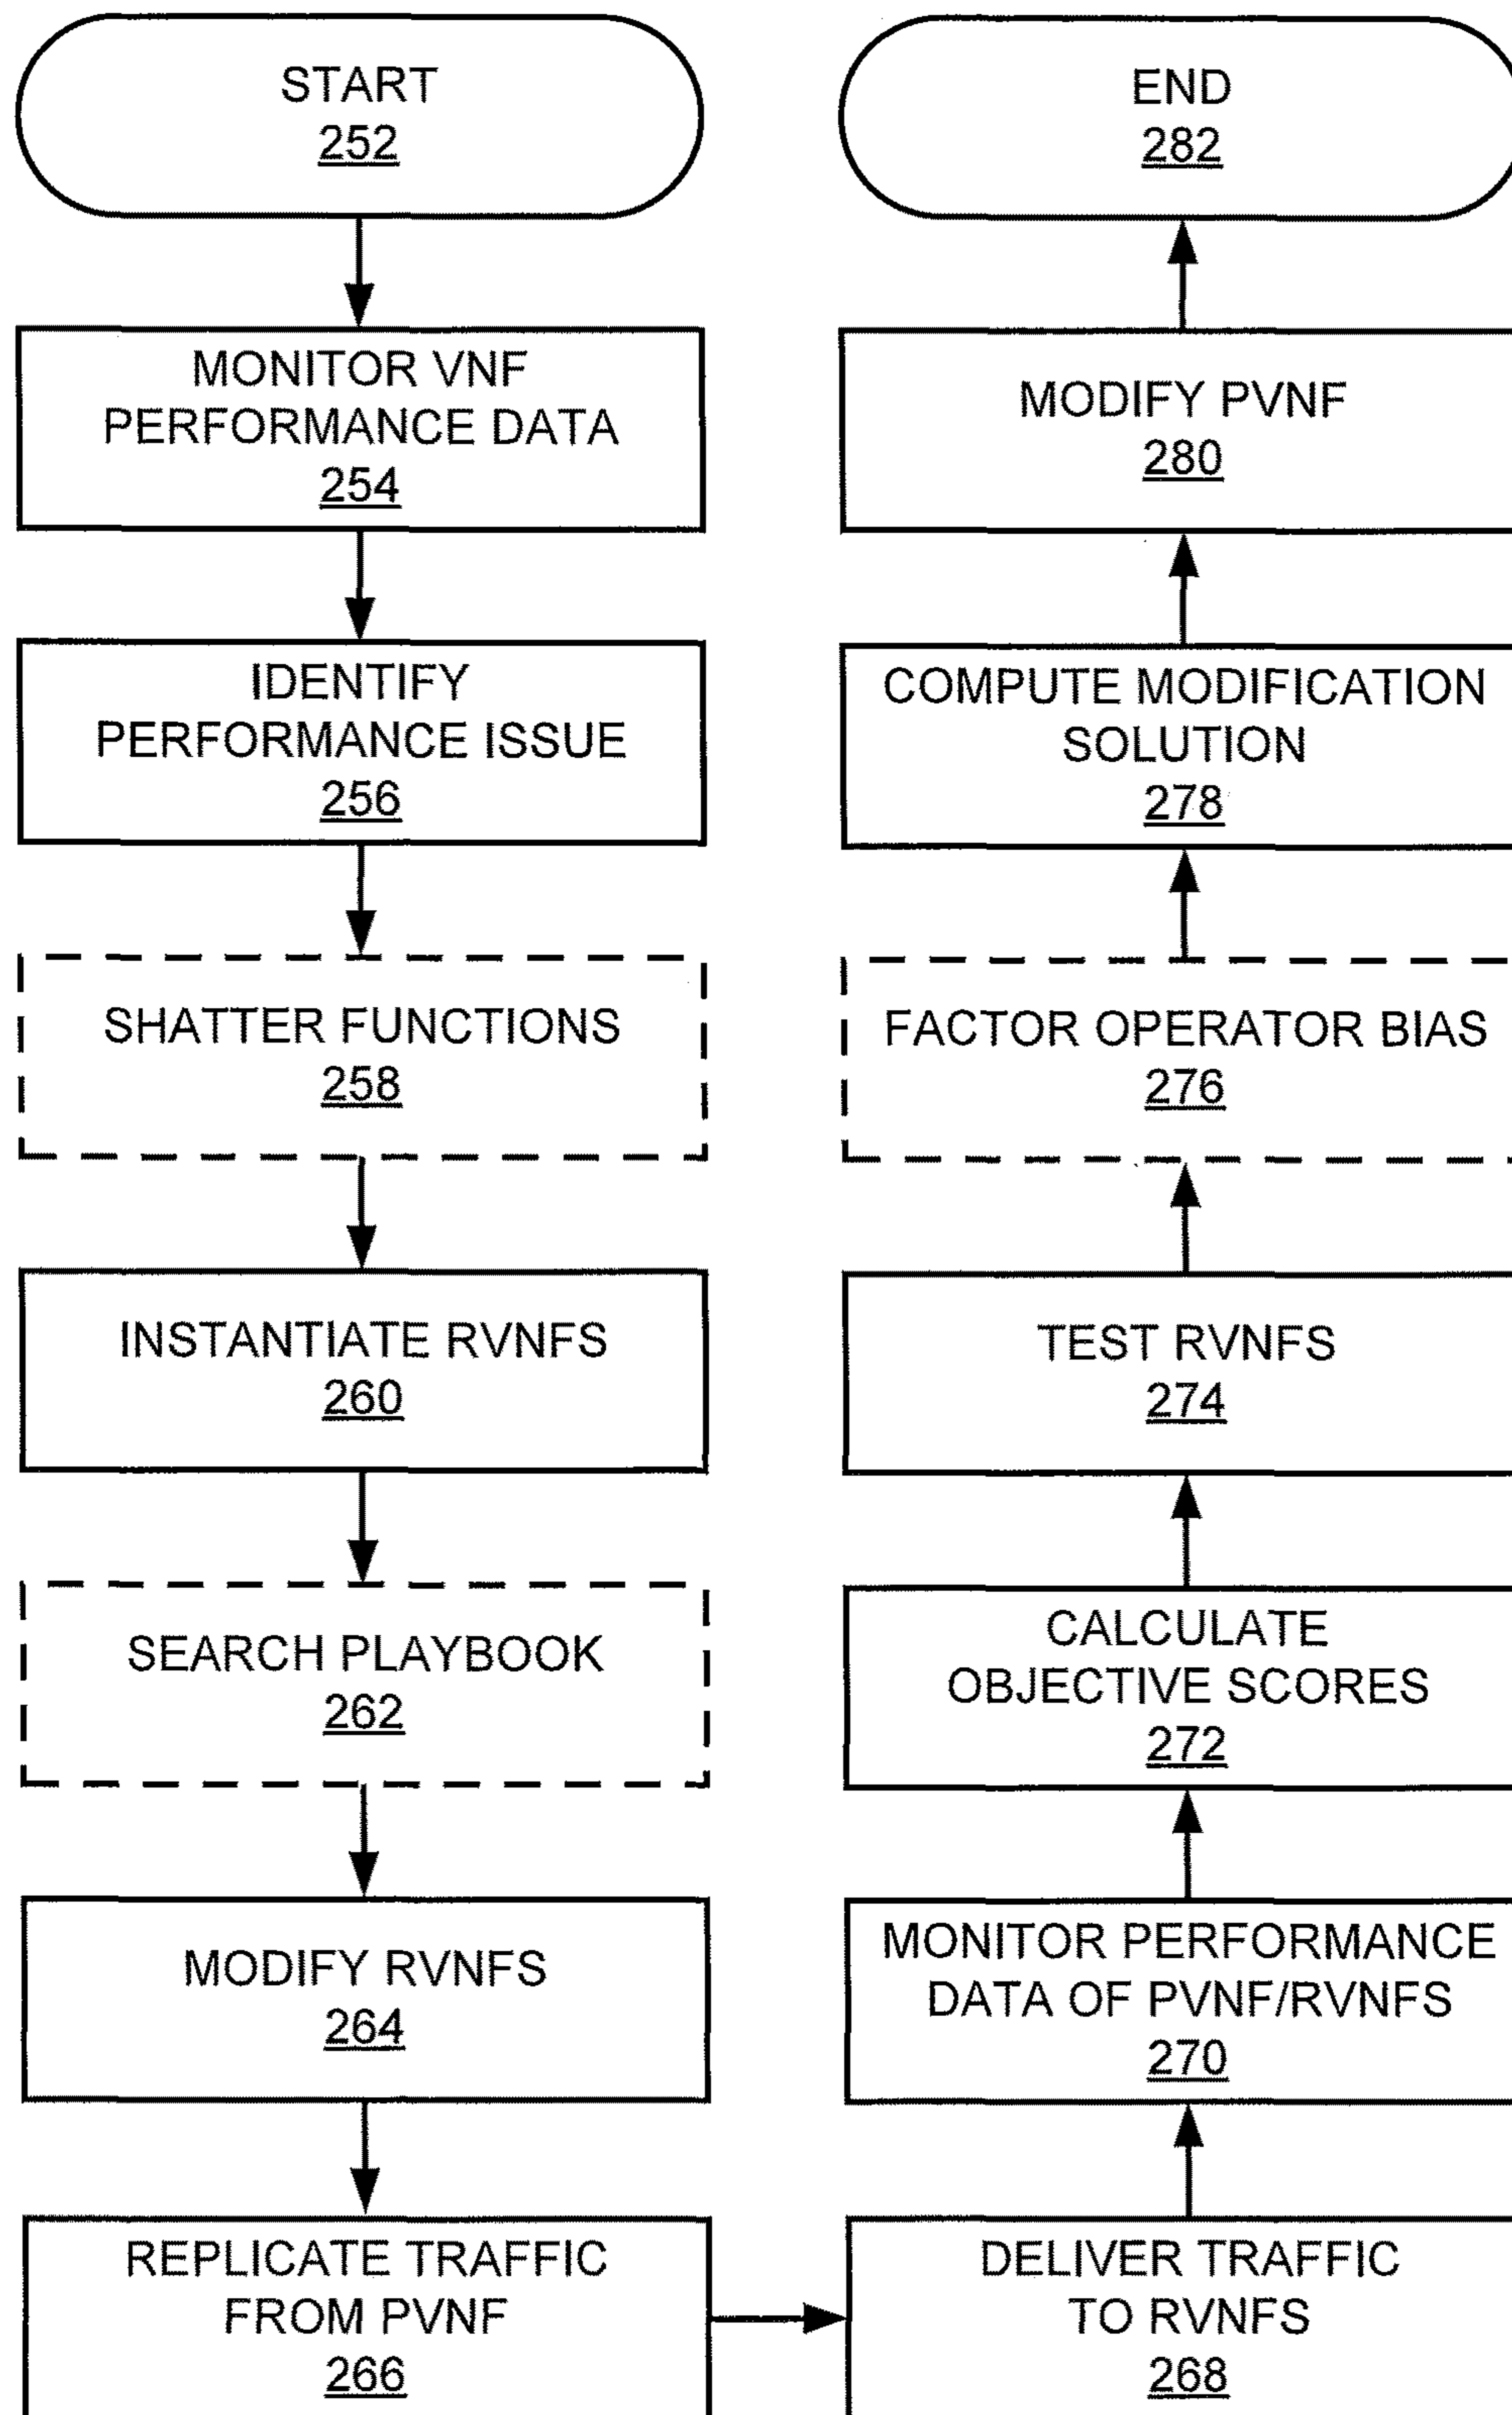 START
252
MONITOR VNF
PERFORMANCE DATA
254
IDENTIFY
PERFORMANCE ISSUE
256
SHATTER FUNCTIONS
258
INSTANTIATE RVNFS
260
SEARCH PLAYBOOK
262
MODIFY RVNFS
264
REPLICATE TRAFFIC
FROM PVNF
266
DELIVER TRAFFIC
TO RVNFS
268
MONITOR PERFORMANCE
DATA OF PVNF/RVNFS
270
CALCULATE
OBJECTIVE SCORES
272
TEST RVNFS
274
FACTOR OPERATOR BIAS
276
COMPUTE MODIFICATION
SOLUTION
278
MODIFY PVNF
280
END
282